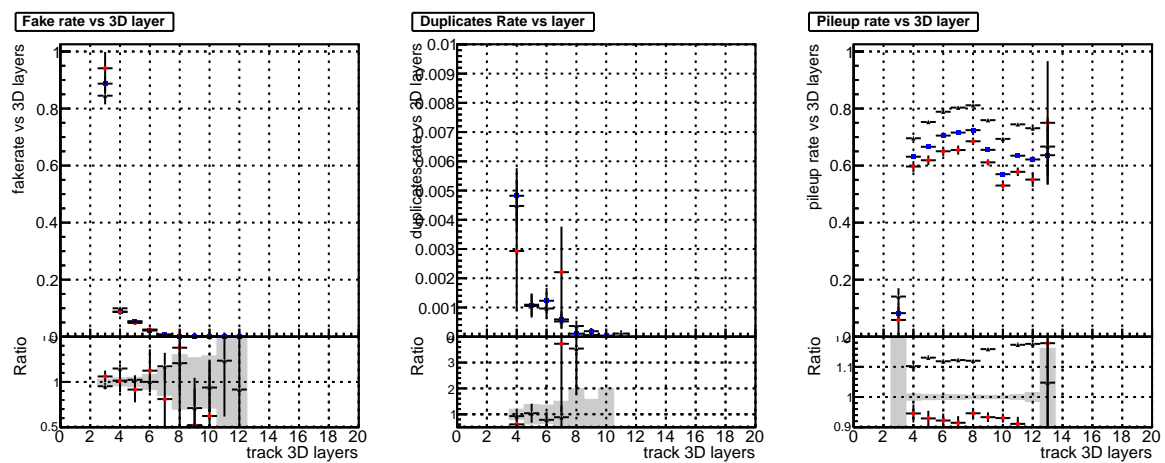 Fake rate vs 3D layer
fakerate vs 3D layers
1
0.8
0.6
0.4
0.2
0
Ratio
1
0.5
0 2 4 6 8 10 12 14 16 18 20
track 3D layers
Duplicates Rate vs layer
duplicates rate vs 3D layers
0.01
0.009
0.008
0.007
0.006
0.005
0.004
0.003
0.002
0.001
0
Ratio
3
2
1
0 2 4 6 8 10 12 14 16 18 20
track 3D layers
Pileup rate vs 3D layer
pileup rate vs 3D layers
1
0.8
0.6
0.4
0.2
0
Ratio
1.1
1
0.9
0 2 4 6 8 10 12 14 16 18 20
track 3D layers